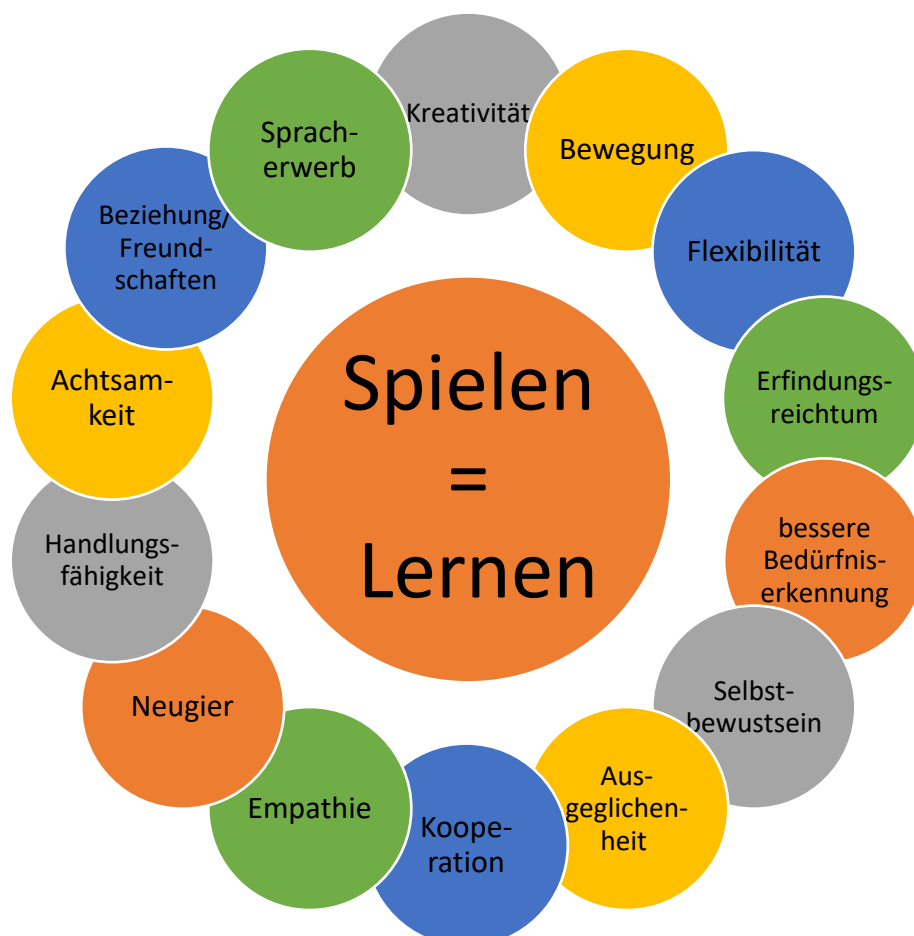 Kreativität
Bewegung
Flexibilität
Erfindungs-
reichtum
bessere
Bedürfnis-
erkennung
Selbst-
bewustsein
Aus-
geglichen-
heit
Koope-
ration
Empathie
Neugier
Handlungs-
fähigkeit
Achtsam-
keit
Beziehung/
Freund-
schaften
Sprach-
erwerb
Spielen
=
Lernen